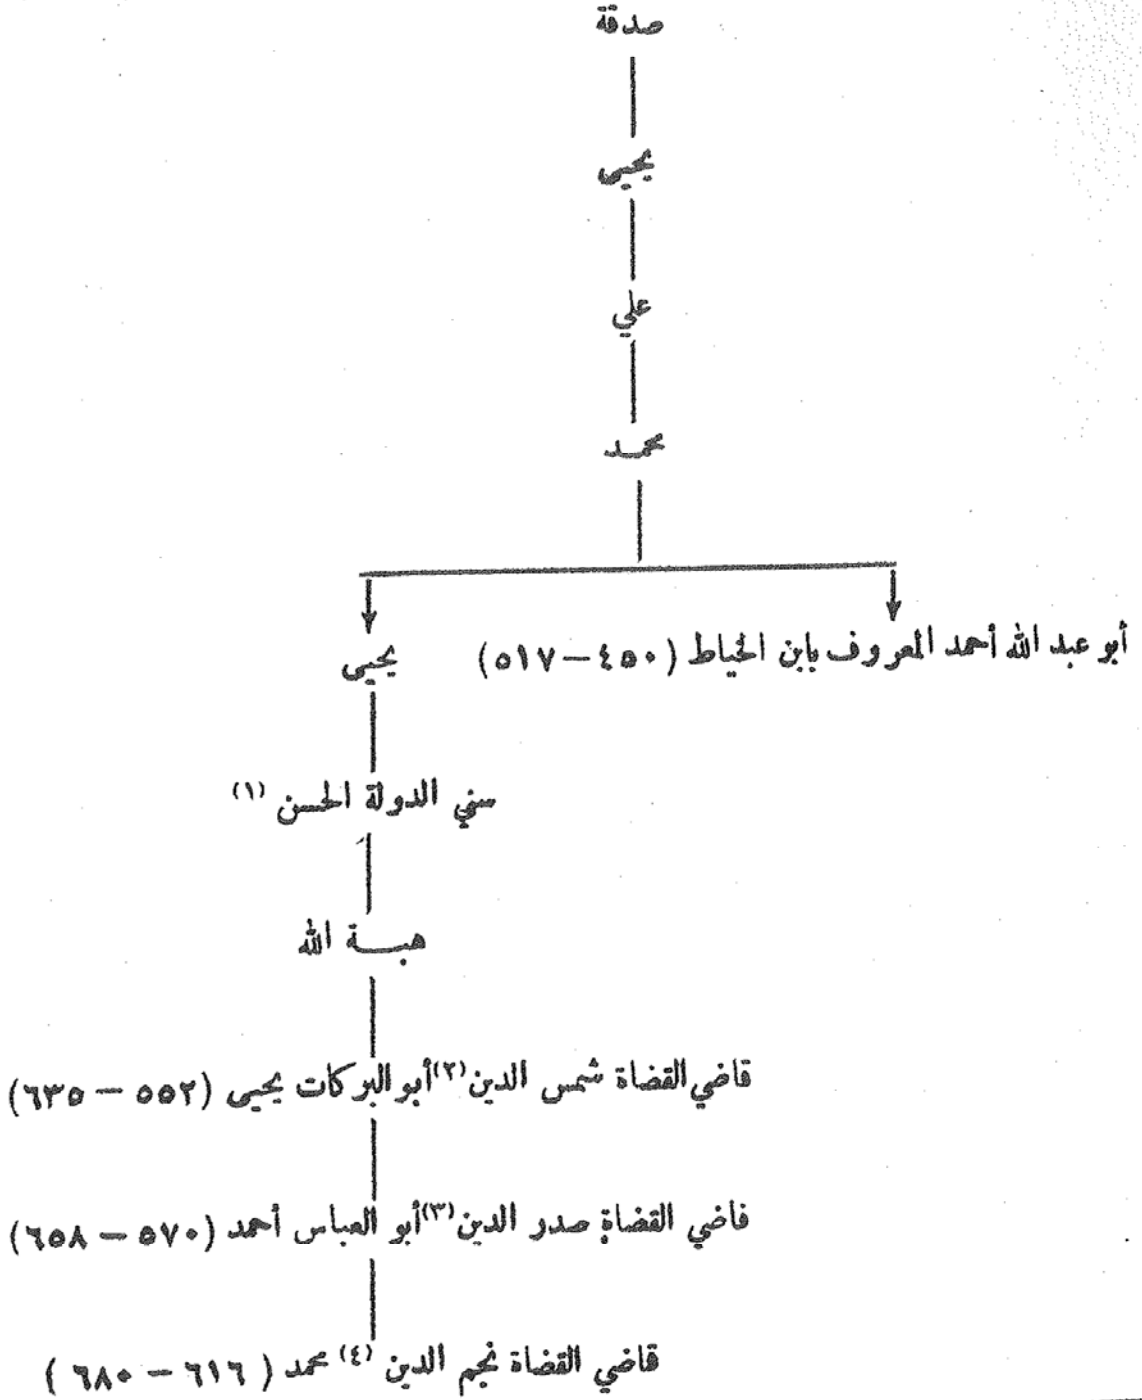 صدقة
يحيى
علي
محمد
أبو عبد الله أحمد المعروف بابن الخياط (٤٥٠–٥١٧)
يحيى
سني الدولة الحسن (١)
هبة الله
قاضي القضاة شمس الدين (٢) أبو البركات يحيى (٥٥٢ – ٦٣٥)
فاضي القضاة صدر الدين (٣) أبو العباس أحمد (٥٧٠ – ٦٥٨)
قاضي القضاة نجم الدين (٤) محمد (٦١٦ – ٦٨٠)